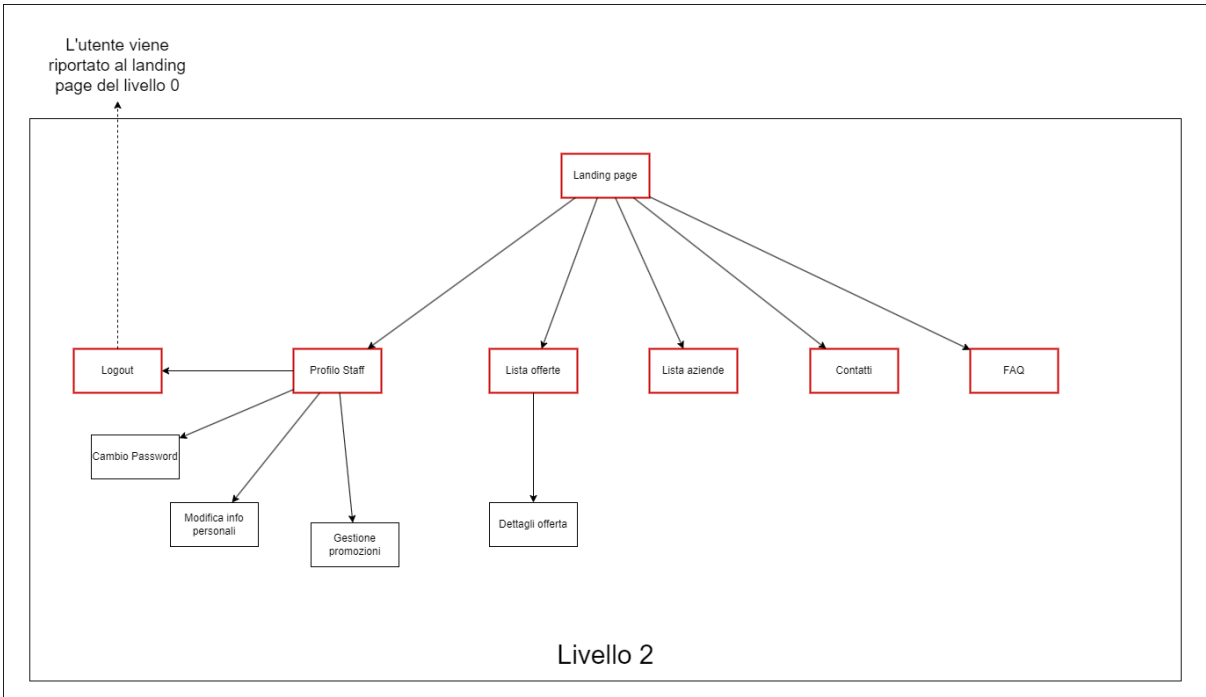 L'utente viene
riportato al landing
page del livello 0
Landing page
Logout
Profilo Staff
Lista offerte
Lista aziende
Contatti
FAQ
Cambio Password
Modifica info
personali
Gestione
promozioni
Dettagli offerta
Livello 2